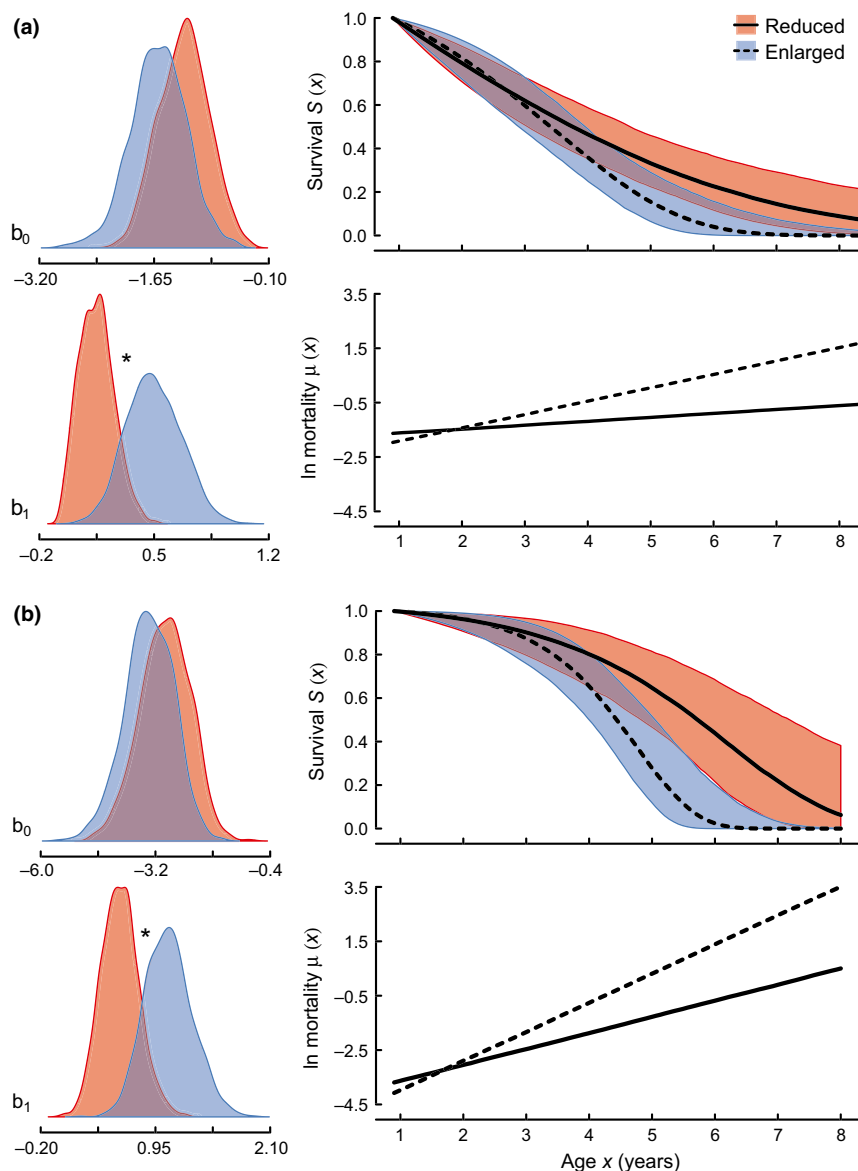 (a)
Reduced
Enlarged
Survival S (x)
1.0
0.8
0.6
0.4
0.2
0.0
b0
−3.20 −1.65 −0.10
*
b1
−0.2 0.5 1.2
ln mortality μ (x)
3.5
1.5
−0.5
−2.5
−4.5
1 2 3 4 5 6 7 8
(b)
Survival S (x)
1.0
0.8
0.6
0.4
0.2
0.0
b0
−6.0 −3.2 −0.4
*
b1
−0.20 0.95 2.10
ln mortality μ (x)
3.5
1.5
−0.5
−2.5
−4.5
1 2 3 4 5 6 7 8
Age x (years)